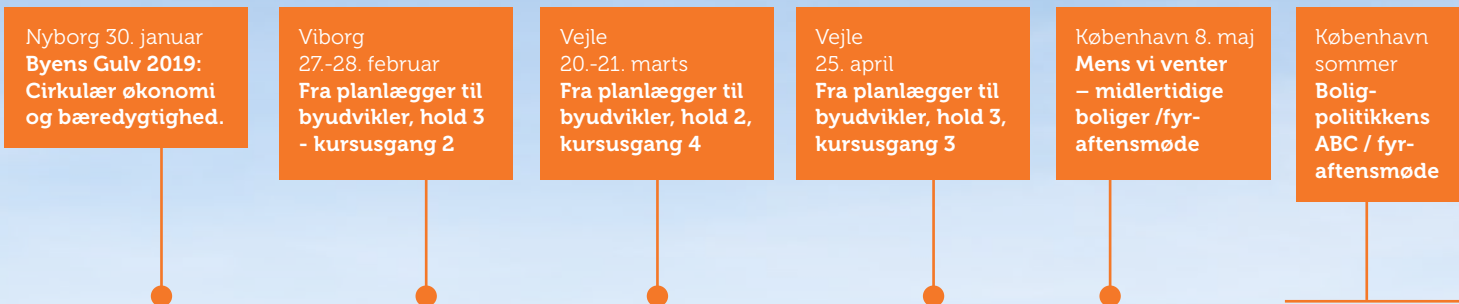 Nyborg 30. januar
Byens Gulv 2019:
Cirkulær økonomi
og bæredygtighed.
Viborg
27.-28. februar
Fra planlægger til
byudvikler, hold 3
- kursusgang 2
Vejle
20.-21. marts
Fra planlægger til
byudvikler, hold 2,
kursusgang 4
Vejle
25. april
Fra planlægger til
byudvikler, hold 3,
kursusgang 3
København 8. maj
Mens vi venter
– midlertidige
boliger /fyr-
aftensmøde
København
sommer
Bolig-
politikkens
ABC / fyr-
aftensmøde